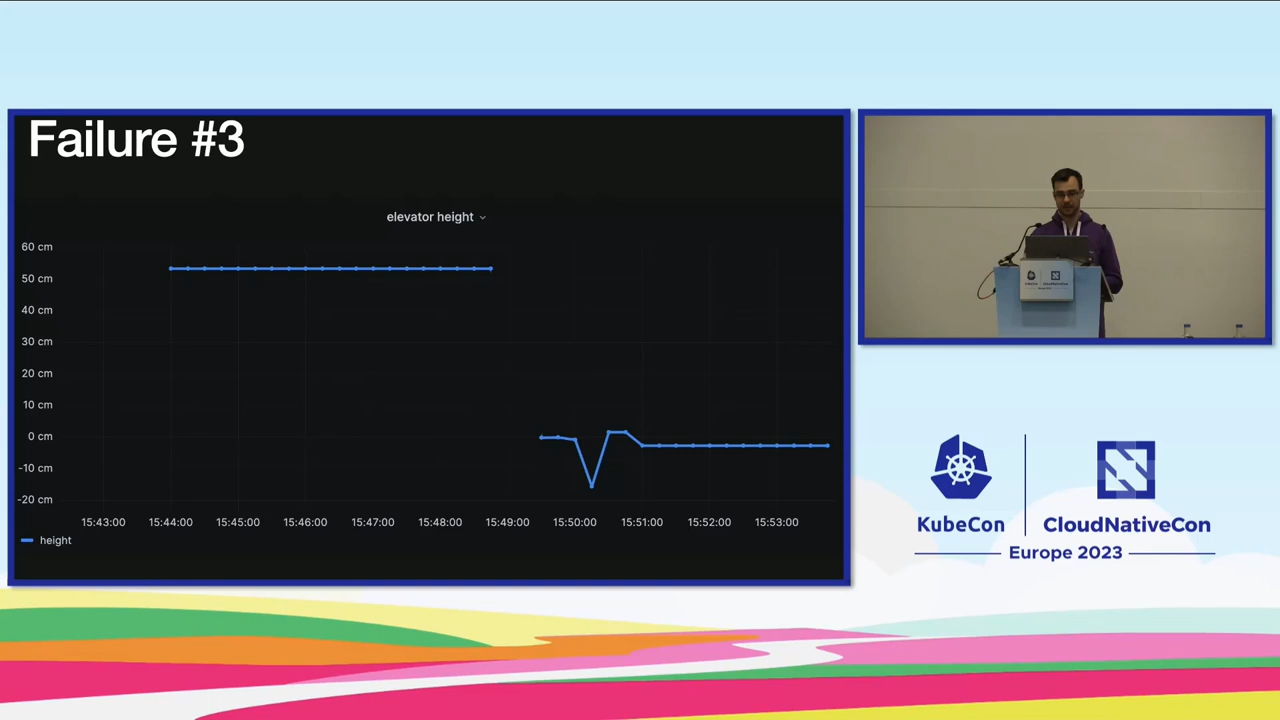 Failure #3
elevator height
60 cm
50 cm
40 cm
30 cm
20 cm
10 cm
0 cm
-10 cm
-20 cm
15:43:00 15:44:00 15:45:00 15:46:00 15:47:00 15:48:00 15:49:00 15:50:00 15:51:00 15:52:00 15:53:00
height
KubeCon
CloudNativeCon
Europe 2023